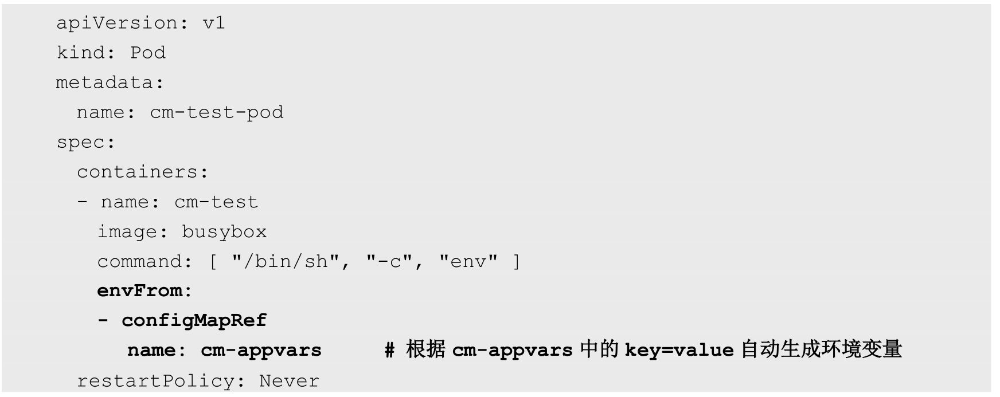 apiVersion: v1
kind: Pod
metadata:
  name: cm-test-pod
spec:
  containers:
  - name: cm-test
    image: busybox
    command: [ "/bin/sh", "-c", "env" ]
    envFrom:
    - configMapRef
      name: cm-appvars     # 根据 cm-appvars 中的 key=value 自动生成环境变量
  restartPolicy: Never